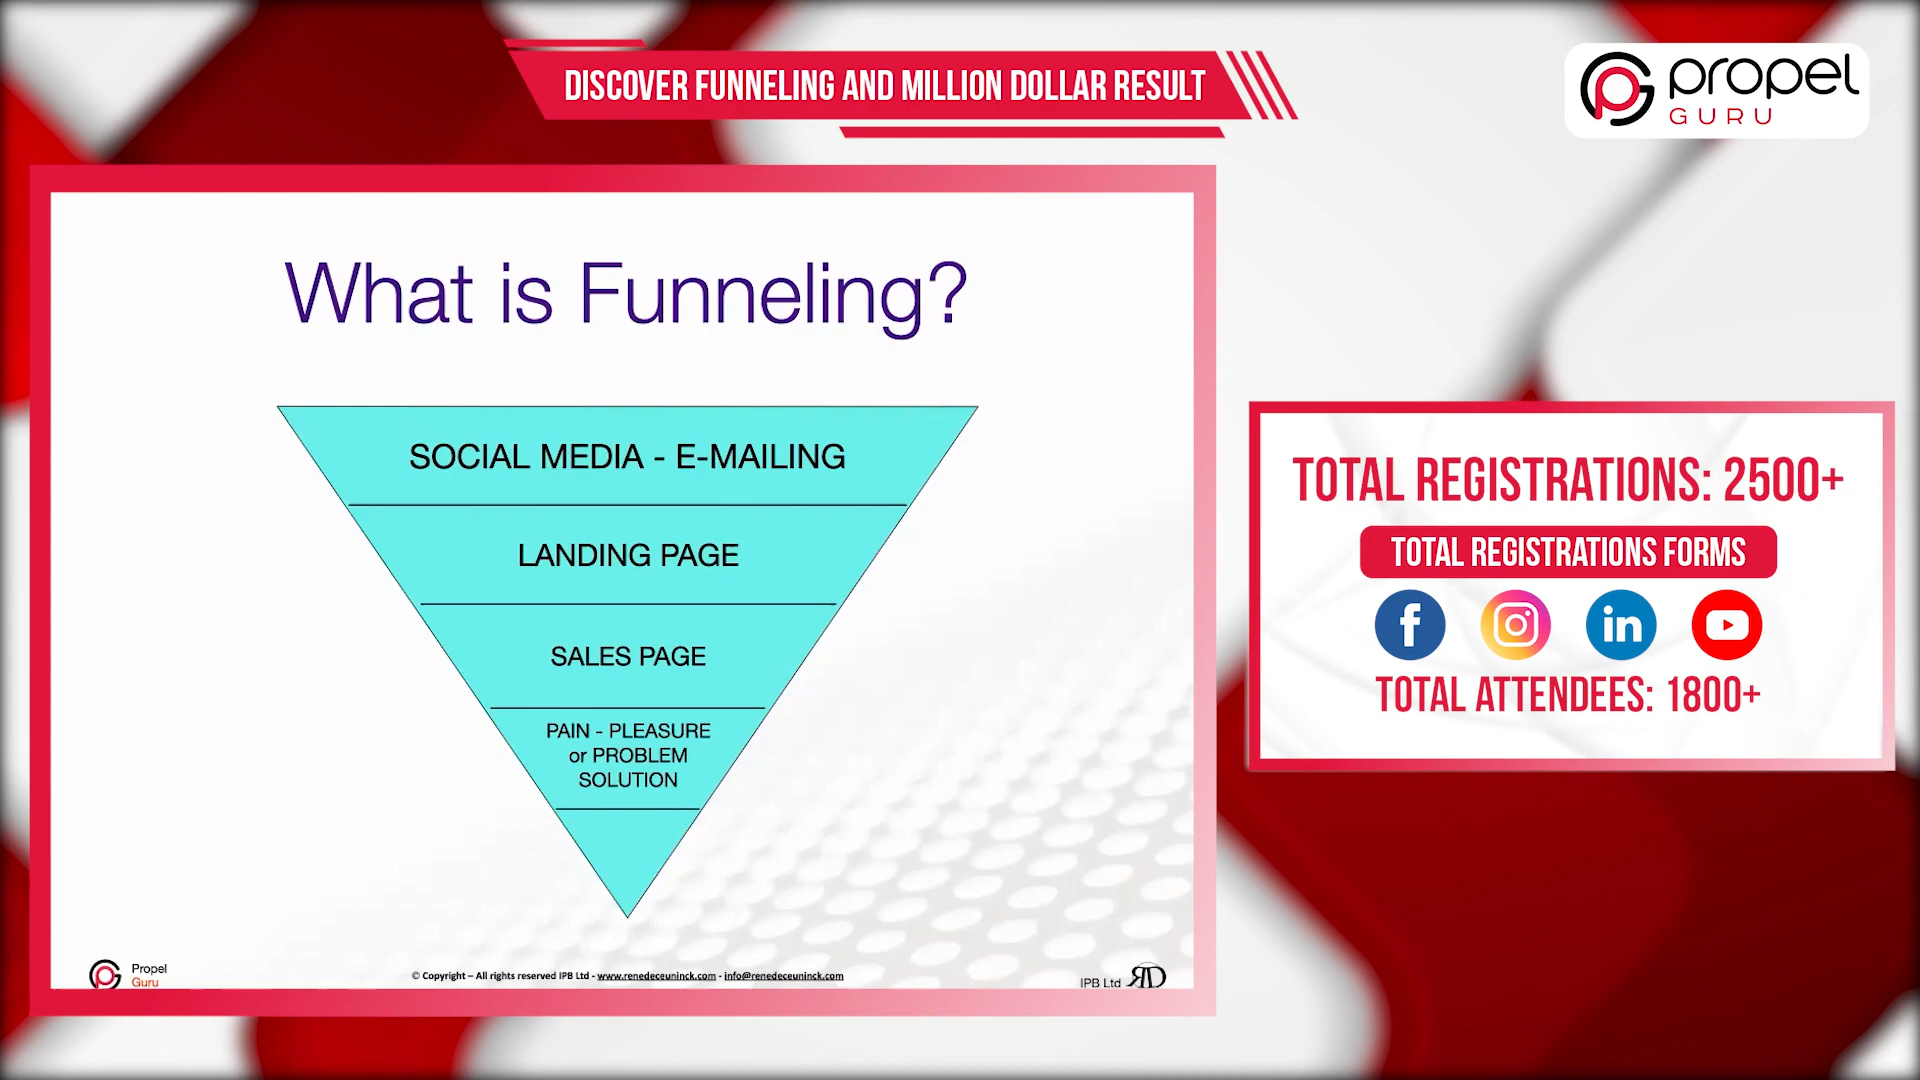 DISCOVER FUNNELING AND MILLION DOLLAR RESULT
propel
GURU
What is Funneling?
SOCIAL MEDIA - E-MAILING
LANDING PAGE
SALES PAGE
PAIN - PLEASURE
or PROBLEM
SOLUTION
TOTAL REGISTRATIONS: 2500+
TOTAL REGISTRATIONS FORMS
TOTAL ATTENDEES: 1800+
Propel
Guru
© Copyright – All rights reserved IPB Ltd - www.renedeceuninck.com - info@renedeceuninck.com
IPB Ltd